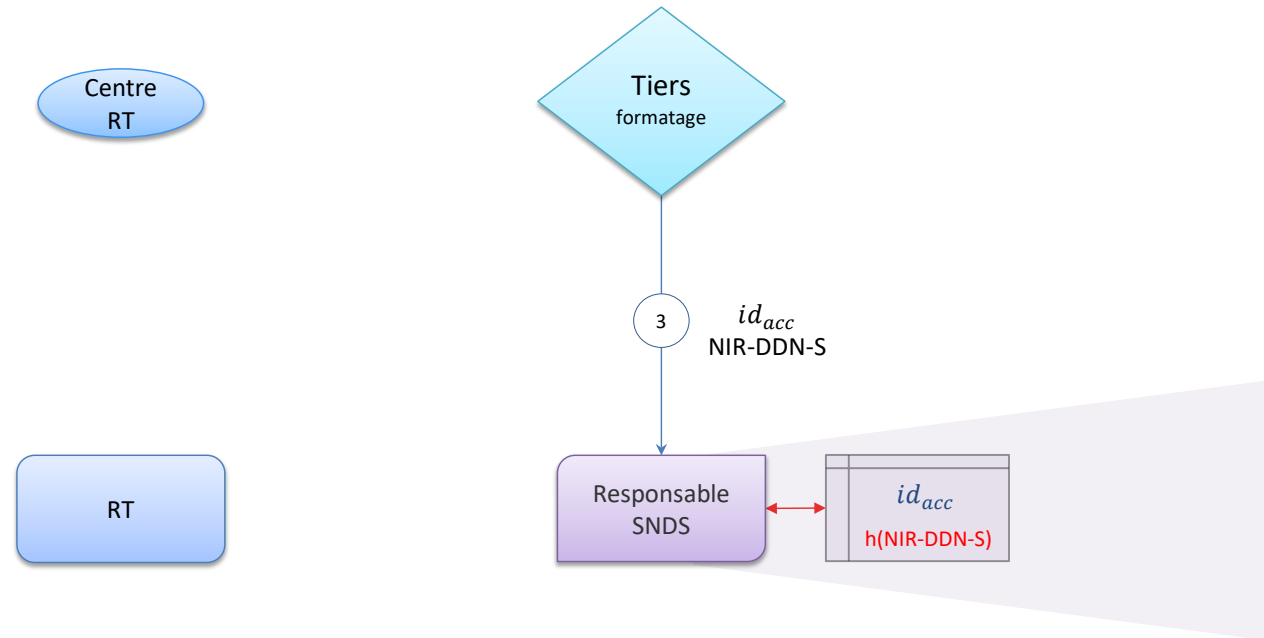 Centre
RT
Tiers
formatage
3
id_acc
NIR-DDN-S
RT
Responsable
SNDS
id_acc
h(NIR-DDN-S)